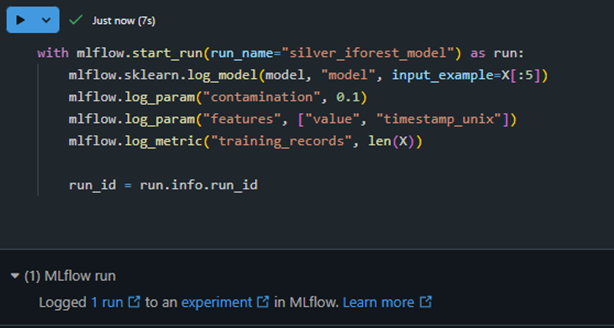 Just now (7s)
with mlflow.start_run(run_name="silver_iforest_model") as run:
    mlflow.sklearn.log_model(model, "model", input_example=X[:5])
    mlflow.log_param("contamination", 0.1)
    mlflow.log_param("features", ["value", "timestamp_unix"])
    mlflow.log_metric("training_records", len(X))
    run_id = run.info.run_id
(1) MLflow run
Logged 1 run to an experiment in MLflow. Learn more